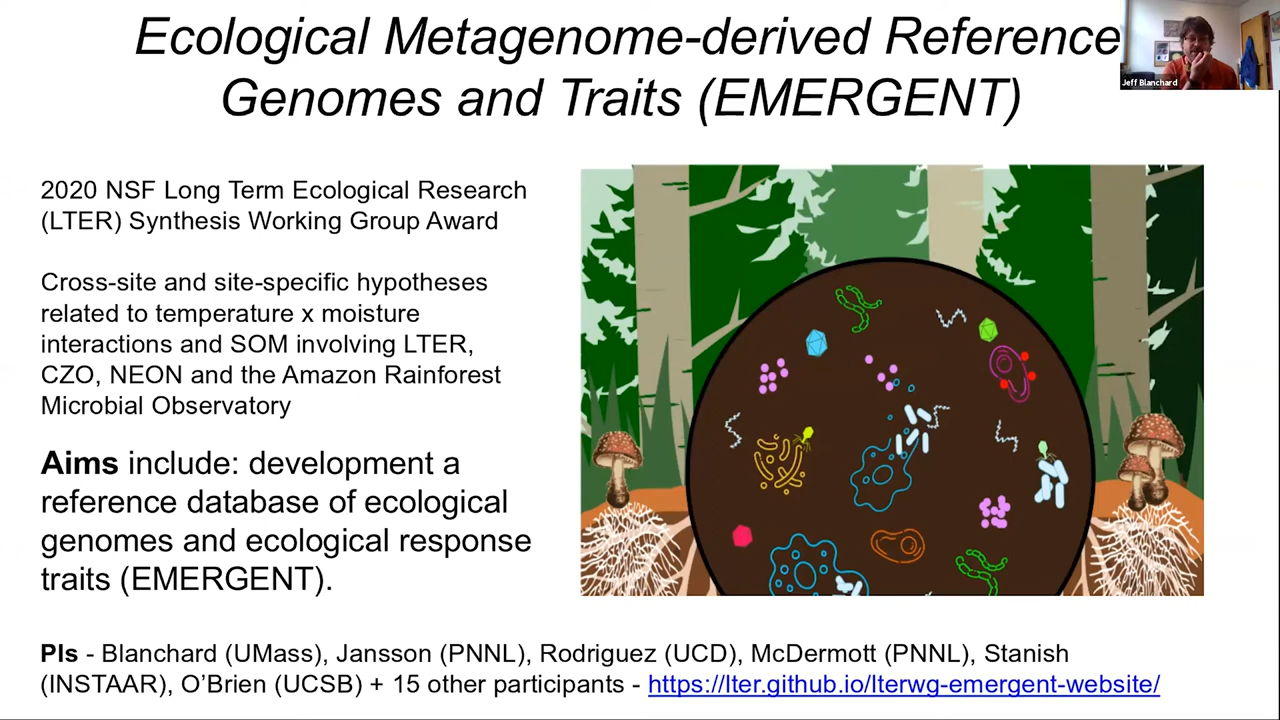 Ecological Metagenome-derived Reference
Genomes and Traits (EMERGENT)
Jeff Blanchard
2020 NSF Long Term Ecological Research
(LTER) Synthesis Working Group Award
Cross-site and site-specific hypotheses
related to temperature x moisture
interactions and SOM involving LTER,
CZO, NEON and the Amazon Rainforest
Microbial Observatory
Aims include: development a
reference database of ecological
genomes and ecological response
traits (EMERGENT).
PIs - Blanchard (UMass), Jansson (PNNL), Rodriguez (UCD), McDermott (PNNL), Stanish
(INSTAAR), O’Brien (UCSB) + 15 other participants - https://lter.github.io/lterwg-emergent-website/